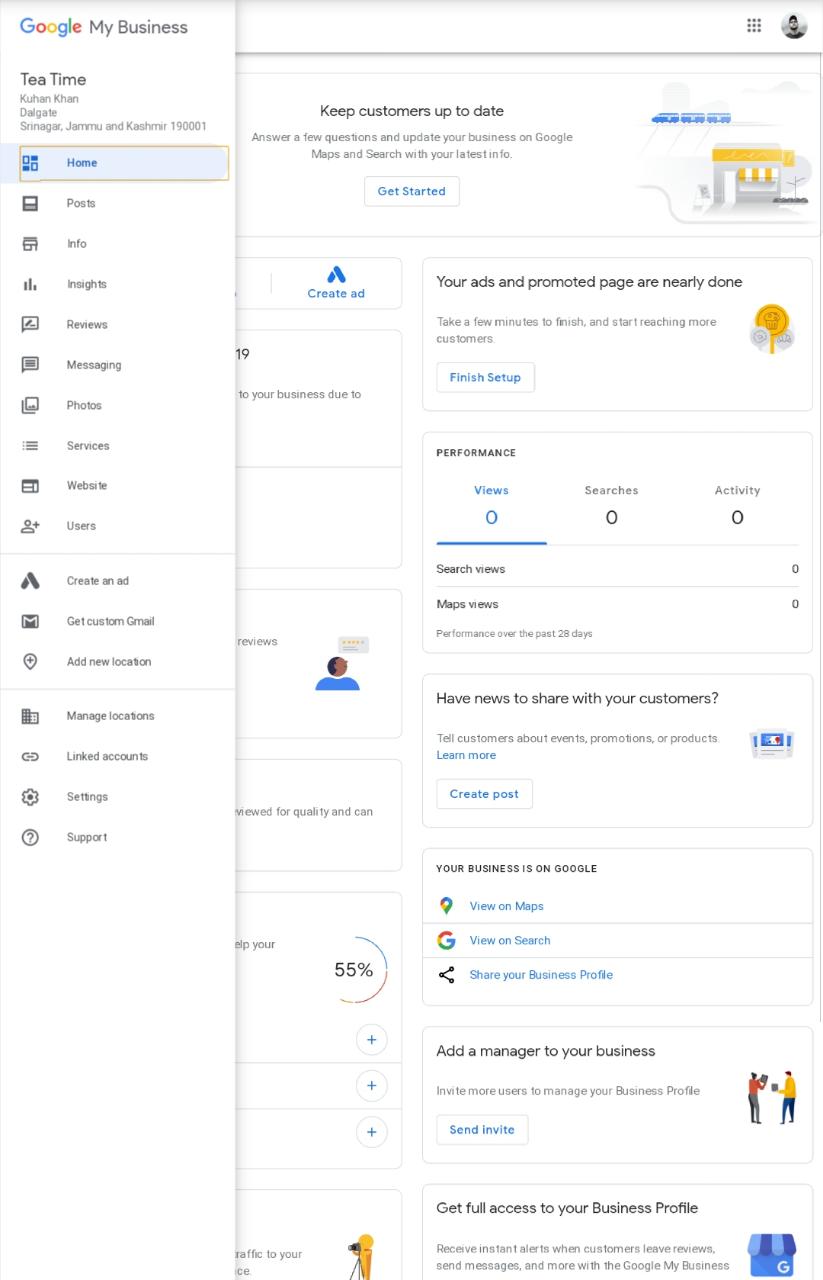 Google My Business
Tea Time
Kuhan Khan
Dalgate
Srinagar, Jammu and Kashmir 190001
Home
Posts
Info
Insights
Reviews
Messaging
Photos
Services
Website
Users
Create an ad
Get custom Gmail
Add new location
Manage locations
Linked accounts
Settings
Support
Keep customers up to date
Answer a few questions and update your business on Google
Maps and Search with your latest info.
Get Started
Create ad
19
to your business due to
reviews
viewed for quality and can
elp your
55%
+
+
+
traffic to your
ce.
Your ads and promoted page are nearly done
Take a few minutes to finish, and start reaching more
customers
Finish Setup
PERFORMANCE
Views
0
Searches
0
Activity
0
Search views 0
Maps views 0
Performance over the past 28 days
Have news to share with your customers?
Tell customers about events, promotions, or products.
Learn more
Create post
YOUR BUSINESS IS ON GOOGLE
View on Maps
View on Search
Share your Business Profile
Add a manager to your business
Invite more users to manage your Business Profile
Send invite
Get full access to your Business Profile
Receive instant alerts when customers leave reviews,
send messages, and more with the Google My Business
G